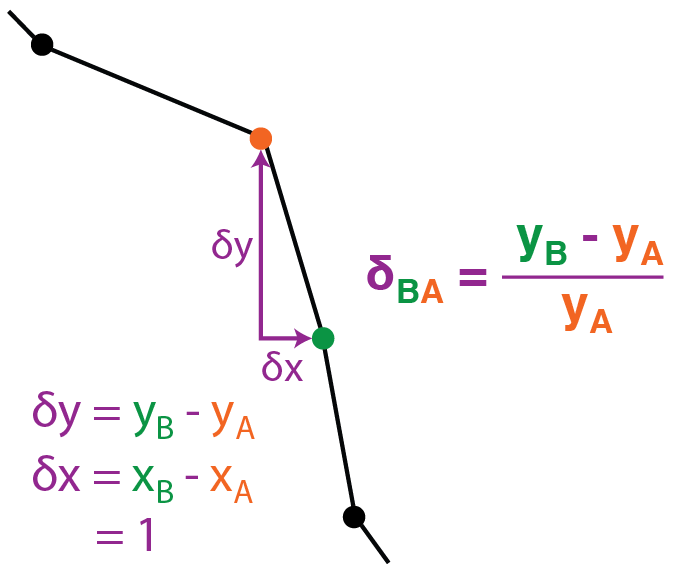 δy
δx
δBA = yB - yA
yA
δy = yB - yA
δx = xB - xA
= 1